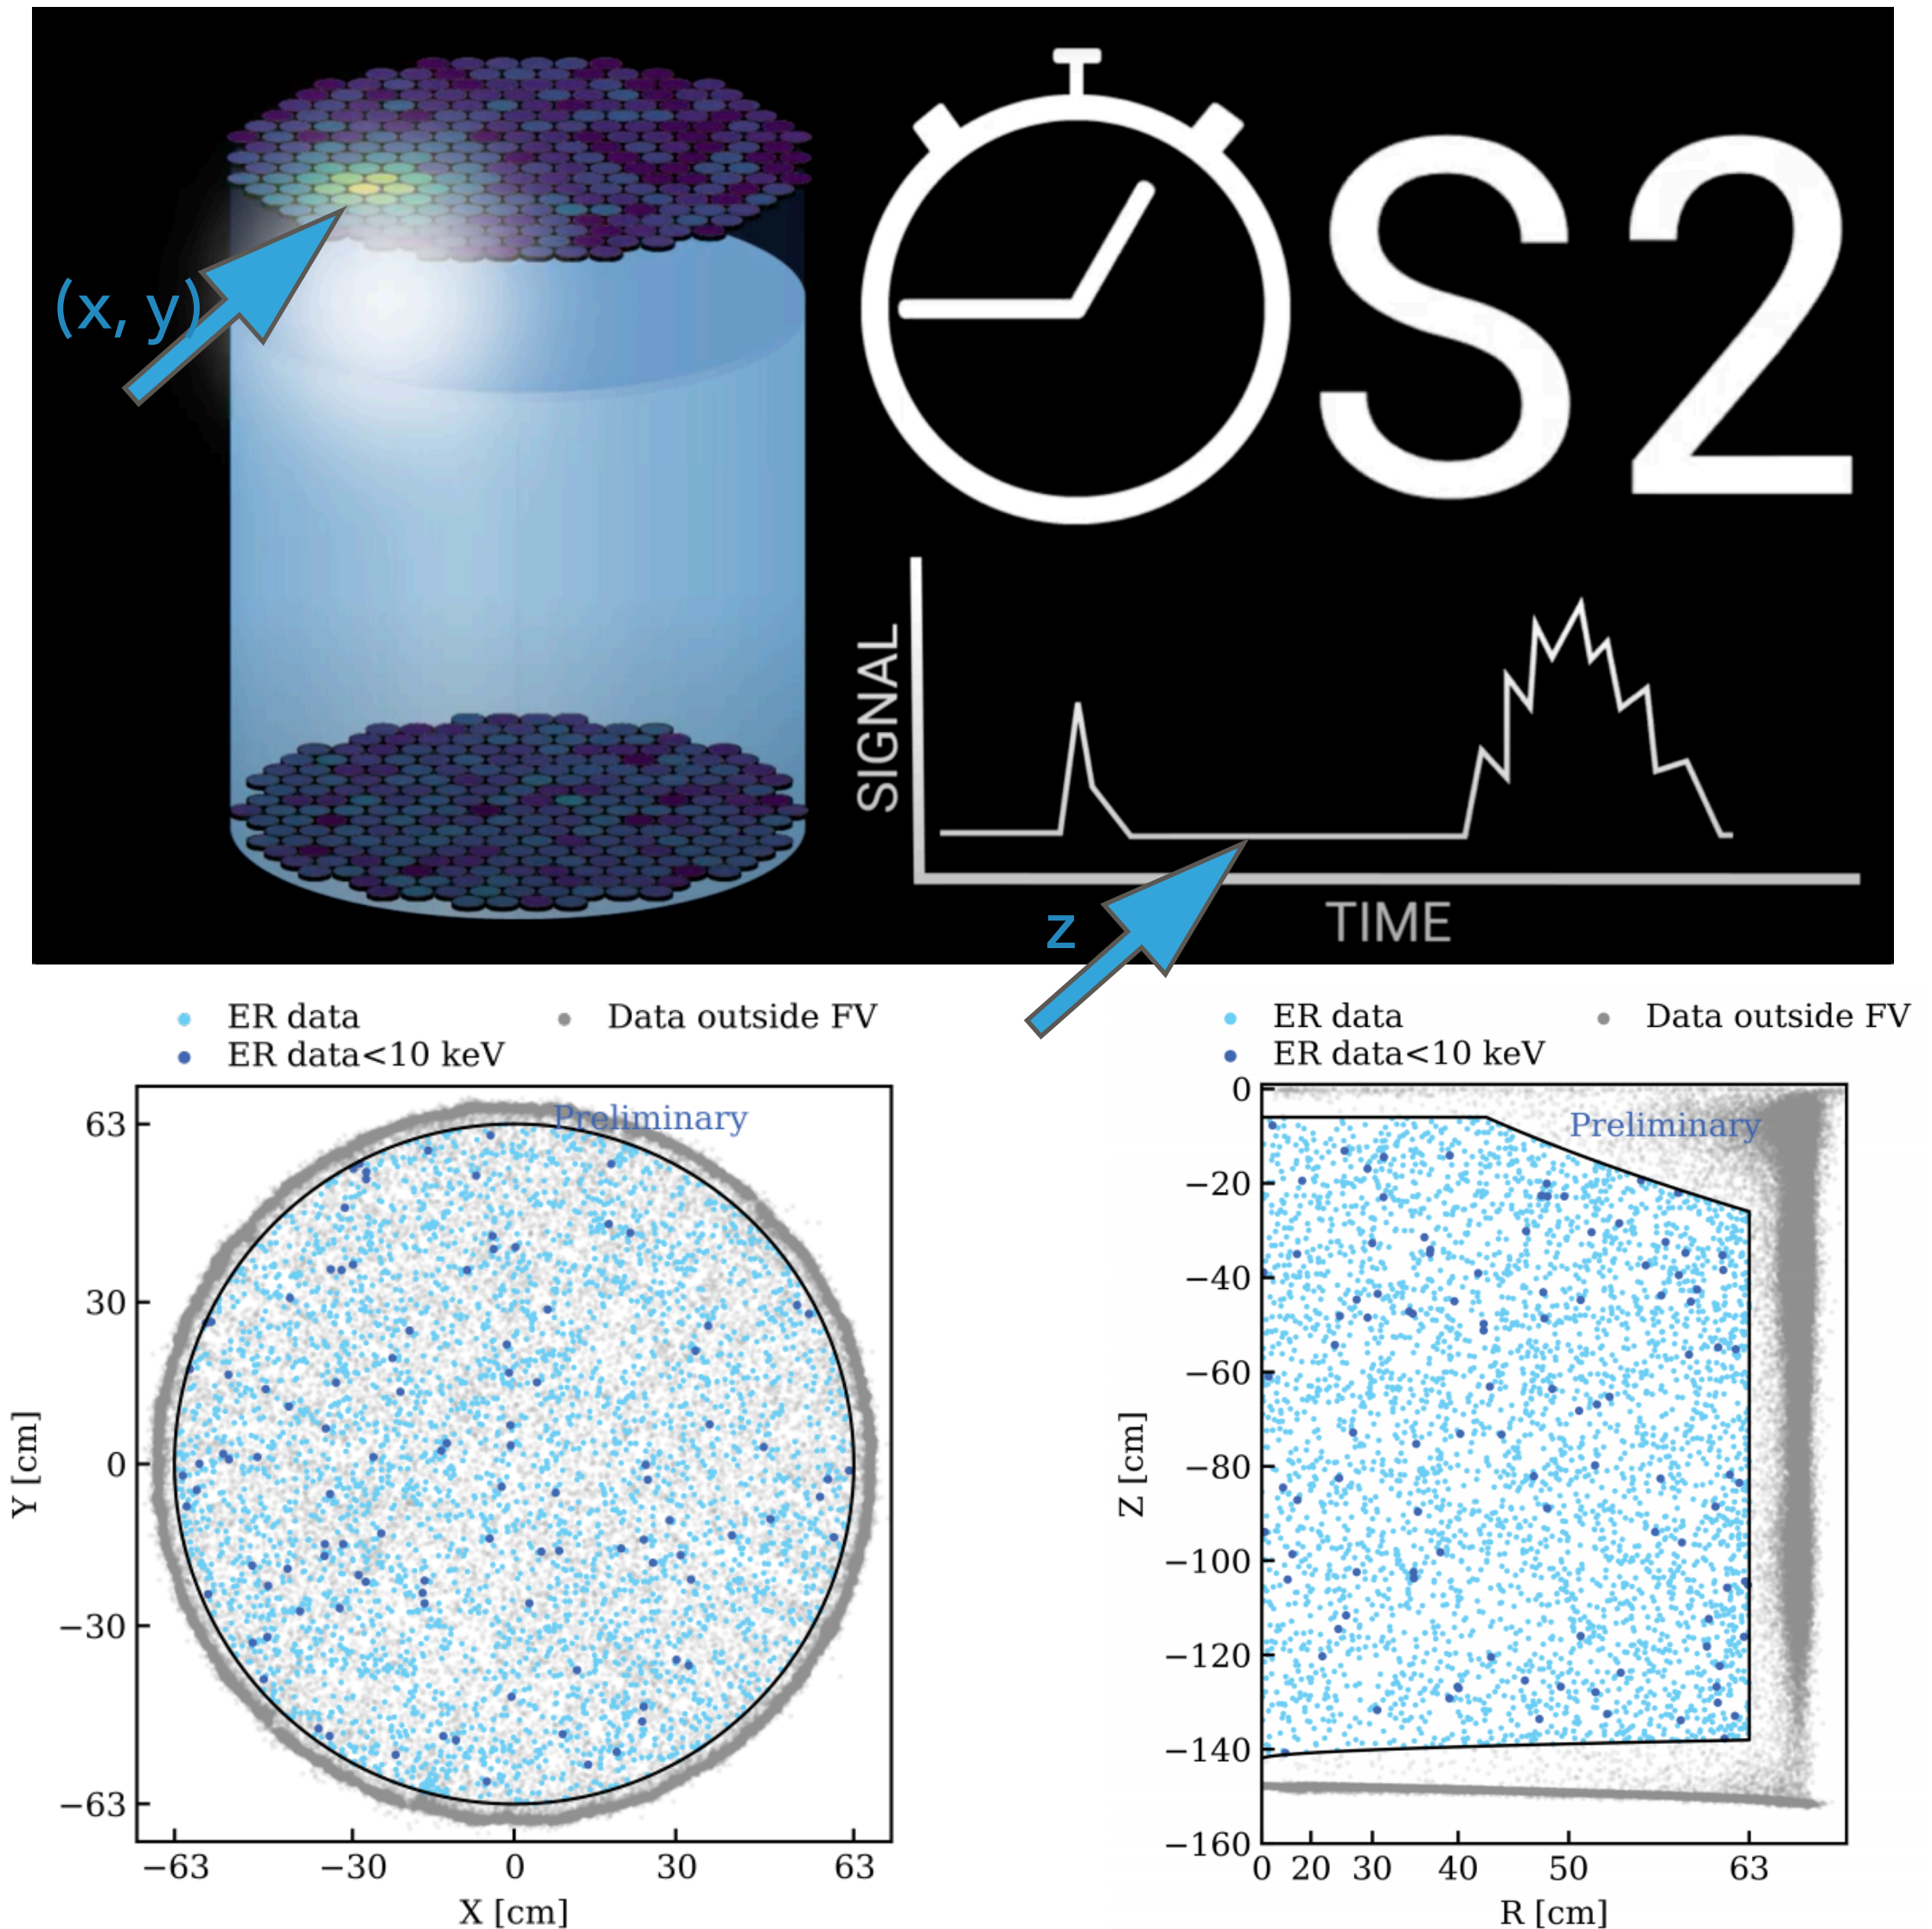 (x, y)
S2
SIGNAL
z
TIME
ER data
Data outside FV
ER data<10 keV
Preliminary
63
30
0
−30
−63
Y [cm]
−63
−30
0
30
63
X [cm]
ER data
Data outside FV
ER data<10 keV
Preliminary
0
−20
−40
−60
−80
−100
−120
−140
−160
Z [cm]
0 20 30 40 50 63
R [cm]